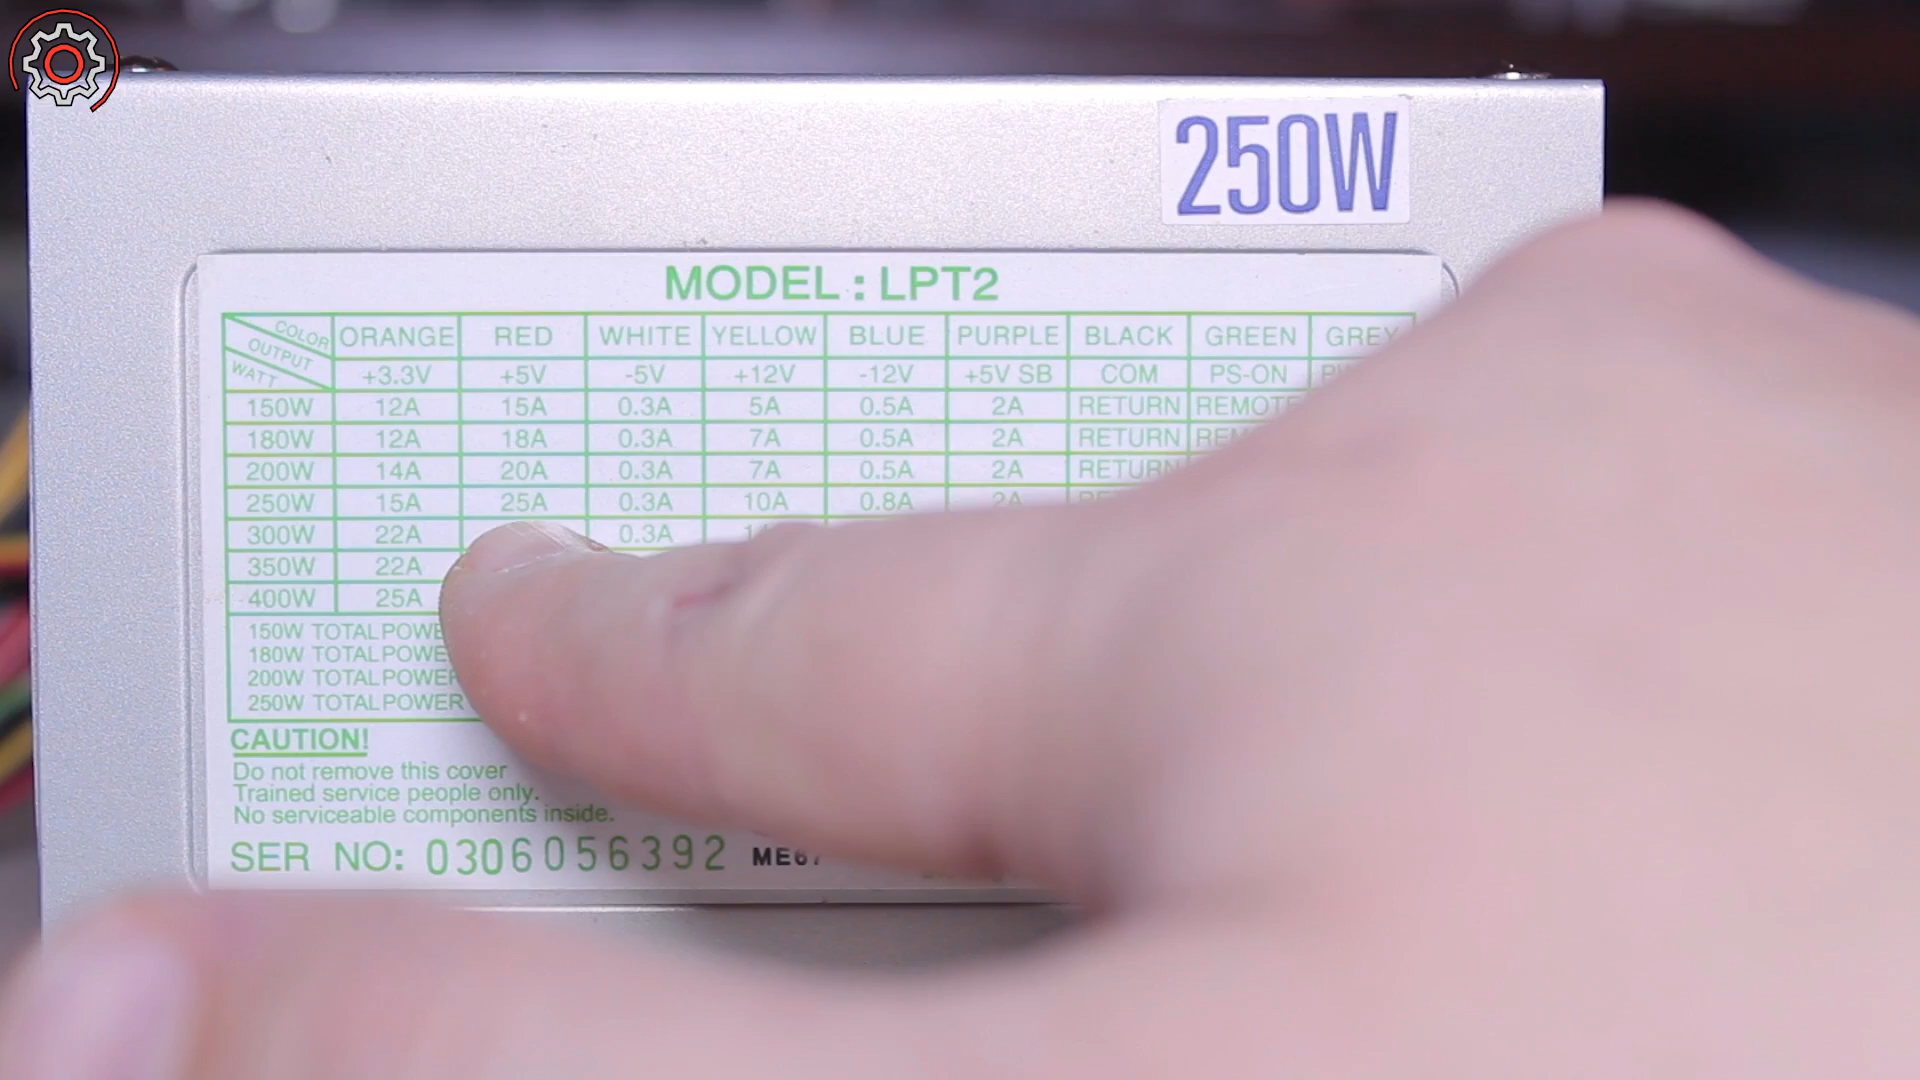 250W
MODEL : LPT2
COLOR OUTPUT WATT ORANGE RED WHITE YELLOW BLUE PURPLE BLACK GREEN GREY
+3.3V +5V -5V +12V -12V +5V SB COM PS-ON
150W 12A 15A 0.3A 5A 0.5A 2A RETURN REMOTE
180W 12A 18A 0.3A 7A 0.5A 2A RETURN
200W 14A 20A 0.3A 7A 0.5A 2A RETURN
250W 15A 25A 0.3A 10A 0.8A 2A
300W 22A 0.3A
350W 22A
400W 25A
150W TOTAL POWER
180W TOTAL POWER
200W TOTAL POWER
250W TOTAL POWER
CAUTION!
Do not remove this cover
Trained service people only.
No serviceable components inside.
SER NO: 0306056392